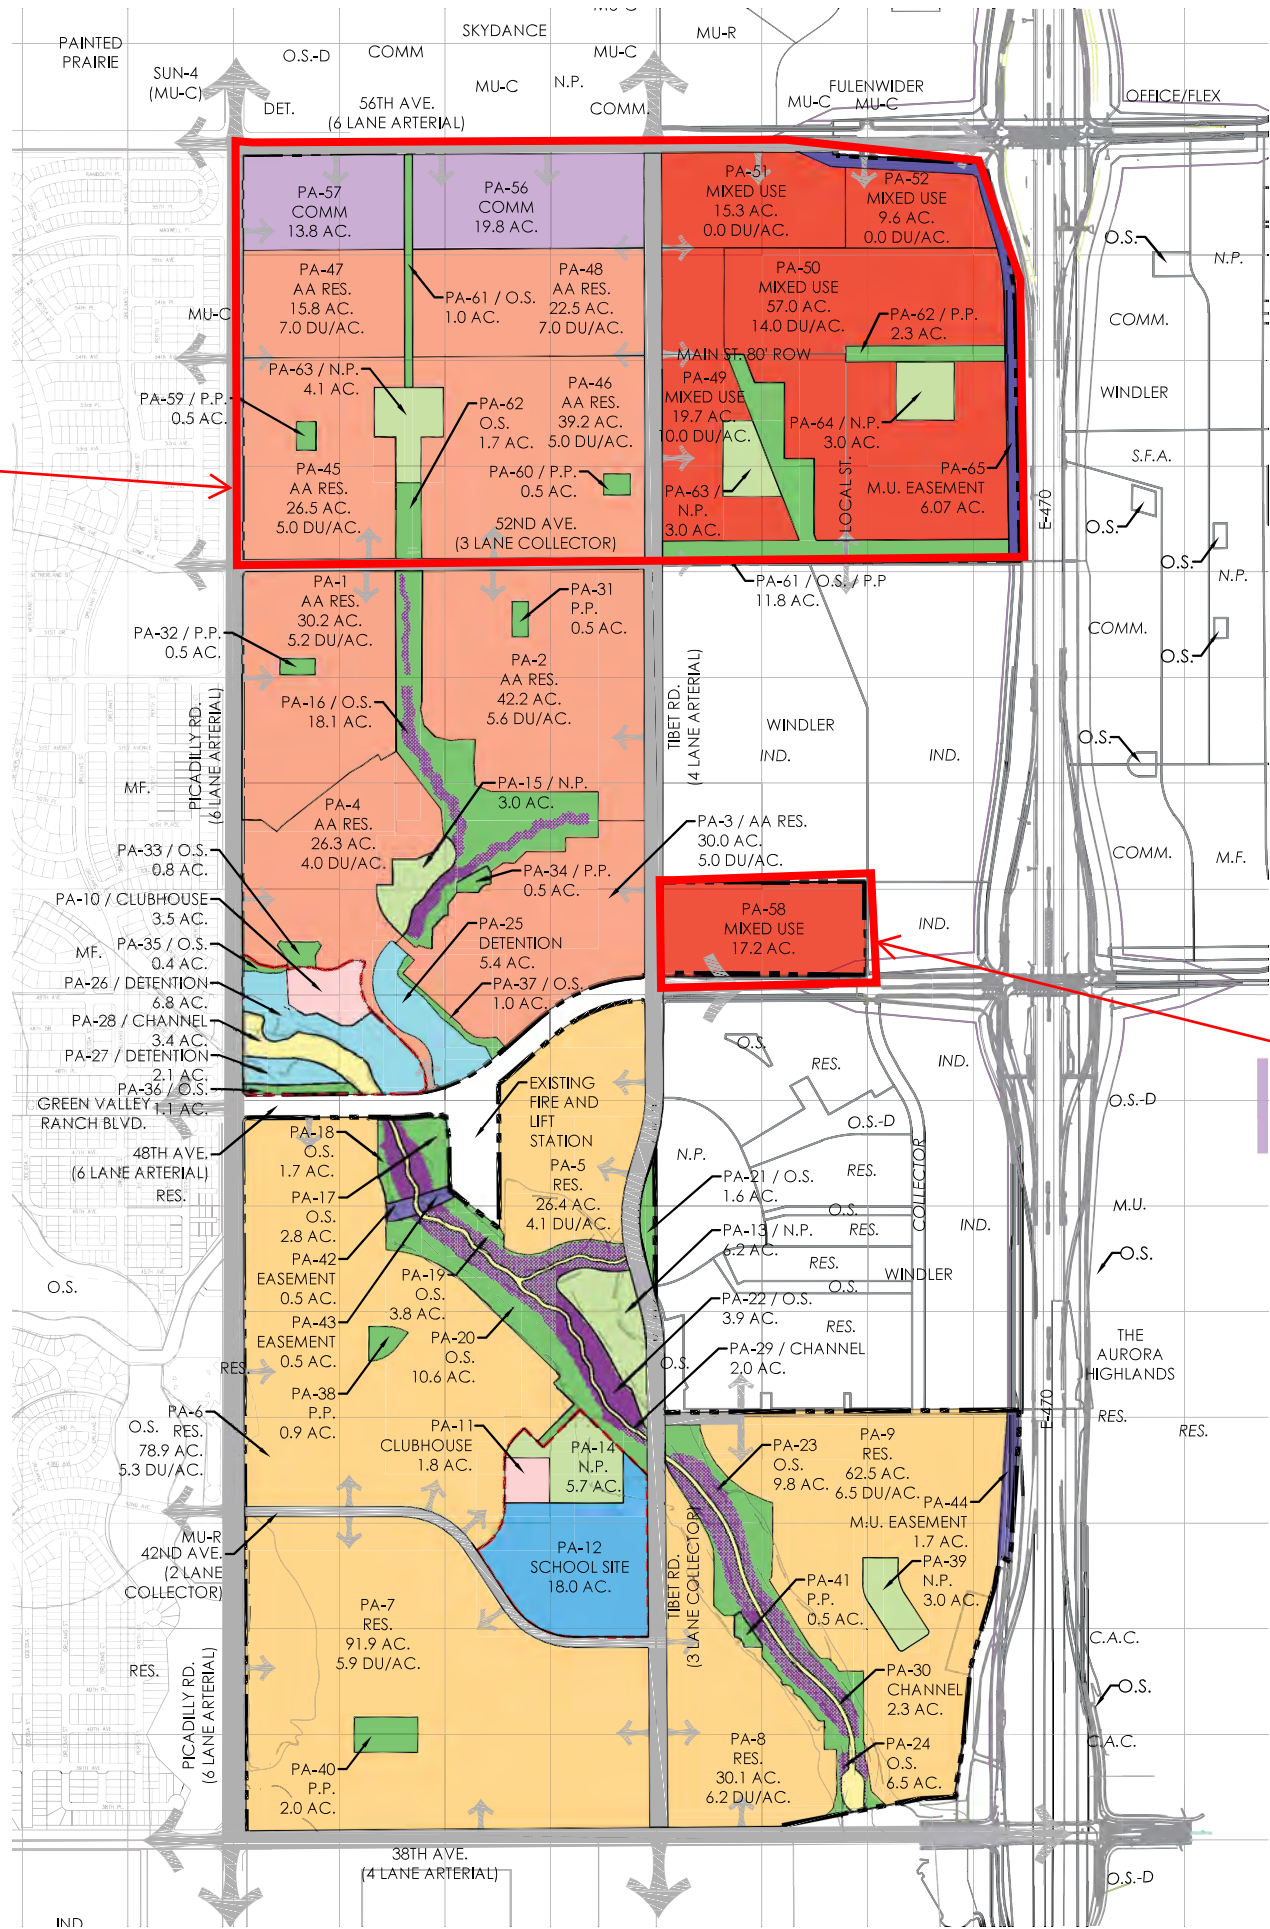 MU-C
SKYDANCE
PAINTED
PRAIRIE
O.S.-D
COMM
MU-C
MU-R
SUN-4
(MU-C)
MU-C
N.P.
FULENWIDER
MU-C
MU-C
OFFICE/FLEX
DET.
56TH AVE.
(6 LANE ARTERIAL)
COMM.
PA-57
COMM
13.8 AC.
PA-56
COMM
19.8 AC.
PA-51
MIXED USE
15.3 AC.
0.0 DU/AC.
PA-52
MIXED USE
9.6 AC.
0.0 DU/AC.
O.S.
N.P.
PA-47
AA RES.
15.8 AC.
7.0 DU/AC.
PA-61 / O.S.
1.0 AC.
PA-48
AA RES.
22.5 AC.
7.0 DU/AC.
PA-50
MIXED USE
57.0 AC.
14.0 DU/AC.
PA-62 / P.P.
2.3 AC.
MU-C
COMM.
MAIN ST. 80' ROW
PA-63 / N.P.
4.1 AC.
PA-59 / P.P.
0.5 AC.
PA-62
O.S.
1.7 AC.
PA-46
AA RES.
39.2 AC.
5.0 DU/AC.
PA-49
MIXED USE
19.7 AC.
10.0 DU/AC.
PA-64 / N.P.
3.0 AC.
WINDLER
S.F.A.
PA-45
AA RES.
26.5 AC.
5.0 DU/AC.
PA-60 / P.P.
0.5 AC.
PA-63 /
N.P.
3.0 AC.
LOCAL ST.
PA-65
M.U. EASEMENT
6.07 AC.
E-470
O.S.
O.S.
N.P.
52ND AVE.
(3 LANE COLLECTOR)
PA-61 / O.S. / P.P
11.8 AC.
PA-1
AA RES.
30.2 AC.
5.2 DU/AC.
PA-31
P.P.
0.5 AC.
PA-32 / P.P.
0.5 AC.
PA-2
AA RES.
42.2 AC.
5.6 DU/AC.
COMM.
O.S.
PA-16 / O.S.
18.1 AC.
PICADILLY RD.
(6 LANE ARTERIAL)
TIBET RD.
(4 LANE ARTERIAL)
WINDLER
IND.
IND.
O.S.
MF.
PA-15 / N.P.
3.0 AC.
PA-4
AA RES.
26.3 AC.
4.0 DU/AC.
PA-3 / AA RES.
30.0 AC.
5.0 DU/AC.
COMM.
M.F.
PA-33 / O.S.
0.8 AC.
PA-34 / P.P.
0.5 AC.
PA-10 / CLUBHOUSE
3.5 AC.
PA-58
MIXED USE
17.2 AC.
IND.
PA-25
DETENTION
5.4 AC.
MF.
PA-35 / O.S.
0.4 AC.
PA-26 / DETENTION
6.8 AC.
PA-37 / O.S.
1.0 AC.
PA-28 / CHANNEL
3.4 AC.
PA-27 / DETENTION
2.1 AC.
PA-36 / O.S.
1.1 AC.
GREEN VALLEY
RANCH BLVD.
O.S.
RES.
IND.
EXISTING
FIRE AND
LIFT
STATION
O.S.-D
O.S.-D
48TH AVE.
(6 LANE ARTERIAL)
RES.
PA-18
O.S.
1.7 AC.
PA-5
RES.
26.4 AC.
4.1 DU/AC.
N.P.
PA-21 / O.S.
1.6 AC.
RES.
COLLECTOR
PA-17
O.S.
2.8 AC.
PA-13 / N.P.
6.2 AC.
O.S.
RES.
IND.
M.U.
O.S.
PA-42
EASEMENT
0.5 AC.
PA-19
O.S.
3.8 AC.
RES.
WINDLER
O.S.
O.S.
PA-22 / O.S.
3.9 AC.
PA-43
EASEMENT
0.5 AC.
PA-20
O.S.
10.6 AC.
RES.
PA-29 / CHANNEL
2.0 AC.
O.S.
THE
AURORA
HIGHLANDS
RES.
PA-38
P.P.
0.9 AC.
E-470
RES.
RES.
PA-6
RES.
78.9 AC.
5.3 DU/AC.
O.S.
PA-11
CLUBHOUSE
1.8 AC.
PA-14
N.P.
5.7 AC.
PA-23
O.S.
9.8 AC.
PA-9
RES.
62.5 AC.
6.5 DU/AC.
PA-44
M.U. EASEMENT
1.7 AC.
MU-R
42ND AVE.
(2 LANE
COLLECTOR)
PA-12
SCHOOL SITE
18.0 AC.
TIBET RD.
(3 LANE COLLECTOR)
PA-39
N.P.
3.0 AC.
PA-41
P.P.
0.5 AC.
PA-7
RES.
91.9 AC.
5.9 DU/AC.
C.A.C.
RES.
PICADILLY RD.
(6 LANE ARTERIAL)
PA-30
CHANNEL
2.3 AC.
O.S.
PA-8
RES.
30.1 AC.
6.2 DU/AC.
PA-24
O.S.
6.5 AC.
C.A.C.
PA-40
P.P.
2.0 AC.
38TH AVE.
(4 LANE ARTERIAL)
O.S.-D
IND